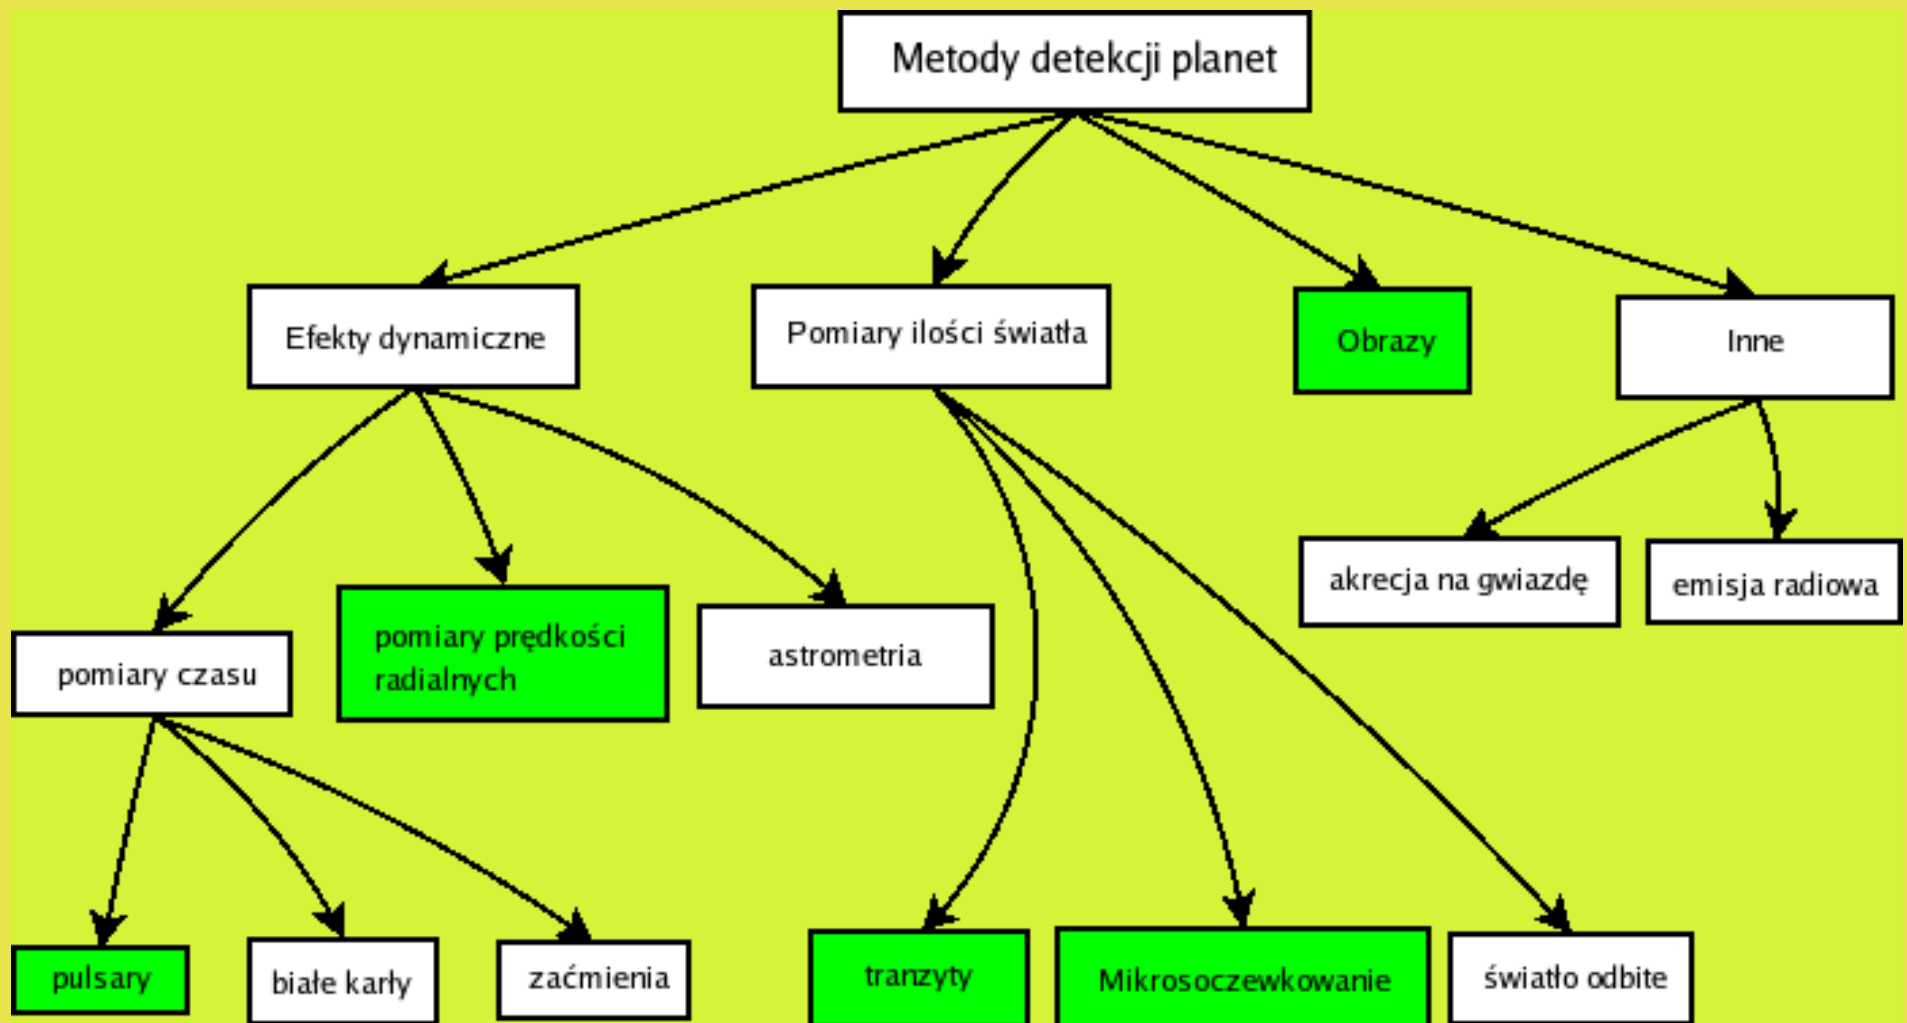 Metody detekcji planet
Efekty dynamiczne
Pomiary ilości światła
Obrazy
Inne
akrecja na gwiazdę
emisja radiowa
pomiary czasu
pomiary prędkości
radialnych
astrometria
pulsary
białe karły
zaćmienia
tranzyty
Mikrosoczewkowanie
światło odbite